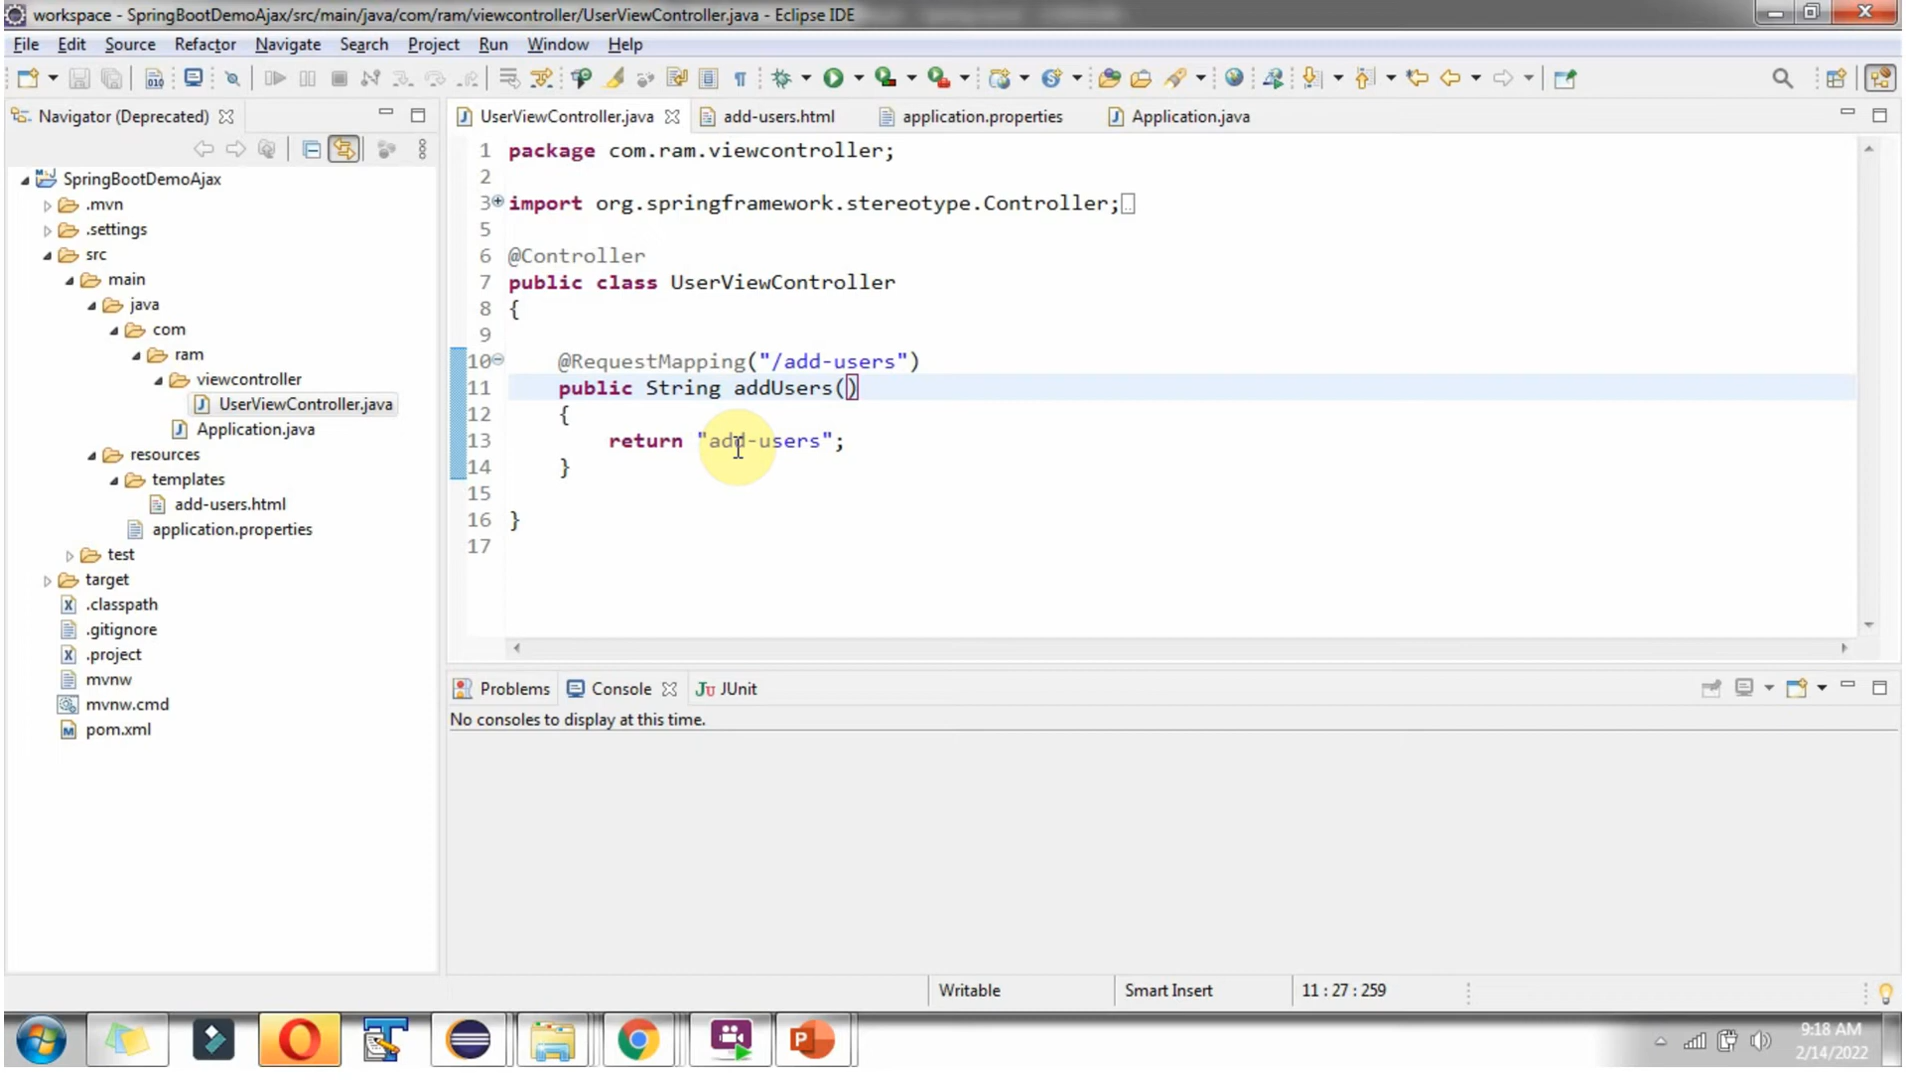 workspace - SpringBootDemoAjax/src/main/java/com/ram/viewcontroller/UserViewController.java - Eclipse IDE
File Edit Source Refactor Navigate Search Project Run Window Help
Navigator (Deprecated)
SpringBootDemoAjax
.mvn
.settings
src
main
java
com
ram
viewcontroller
UserViewController.java
Application.java
resources
templates
add-users.html
application.properties
test
target
.classpath
.gitignore
.project
mvnw
mvnw.cmd
pom.xml
UserViewController.java add-users.html application.properties Application.java
1 package com.ram.viewcontroller;
2
3 import org.springframework.stereotype.Controller;
5
6 @Controller
7 public class UserViewController
8 {
9
10 @RequestMapping("/add-users")
11 public String addUsers()
12 {
13 return "add-users";
14 }
15
16 }
17
Problems Console Ju JUnit
No consoles to display at this time.
Writable Smart Insert 11 : 27 : 259
9:18 AM
2/14/2022